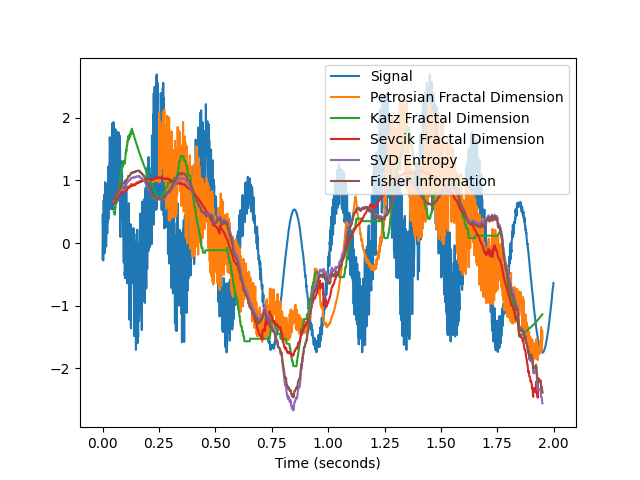 Signal
Petrosian Fractal Dimension
Katz Fractal Dimension
Sevcik Fractal Dimension
SVD Entropy
Fisher Information
2
1
0
−1
−2
0.00 0.25 0.50 0.75 1.00 1.25 1.50 1.75 2.00
Time (seconds)